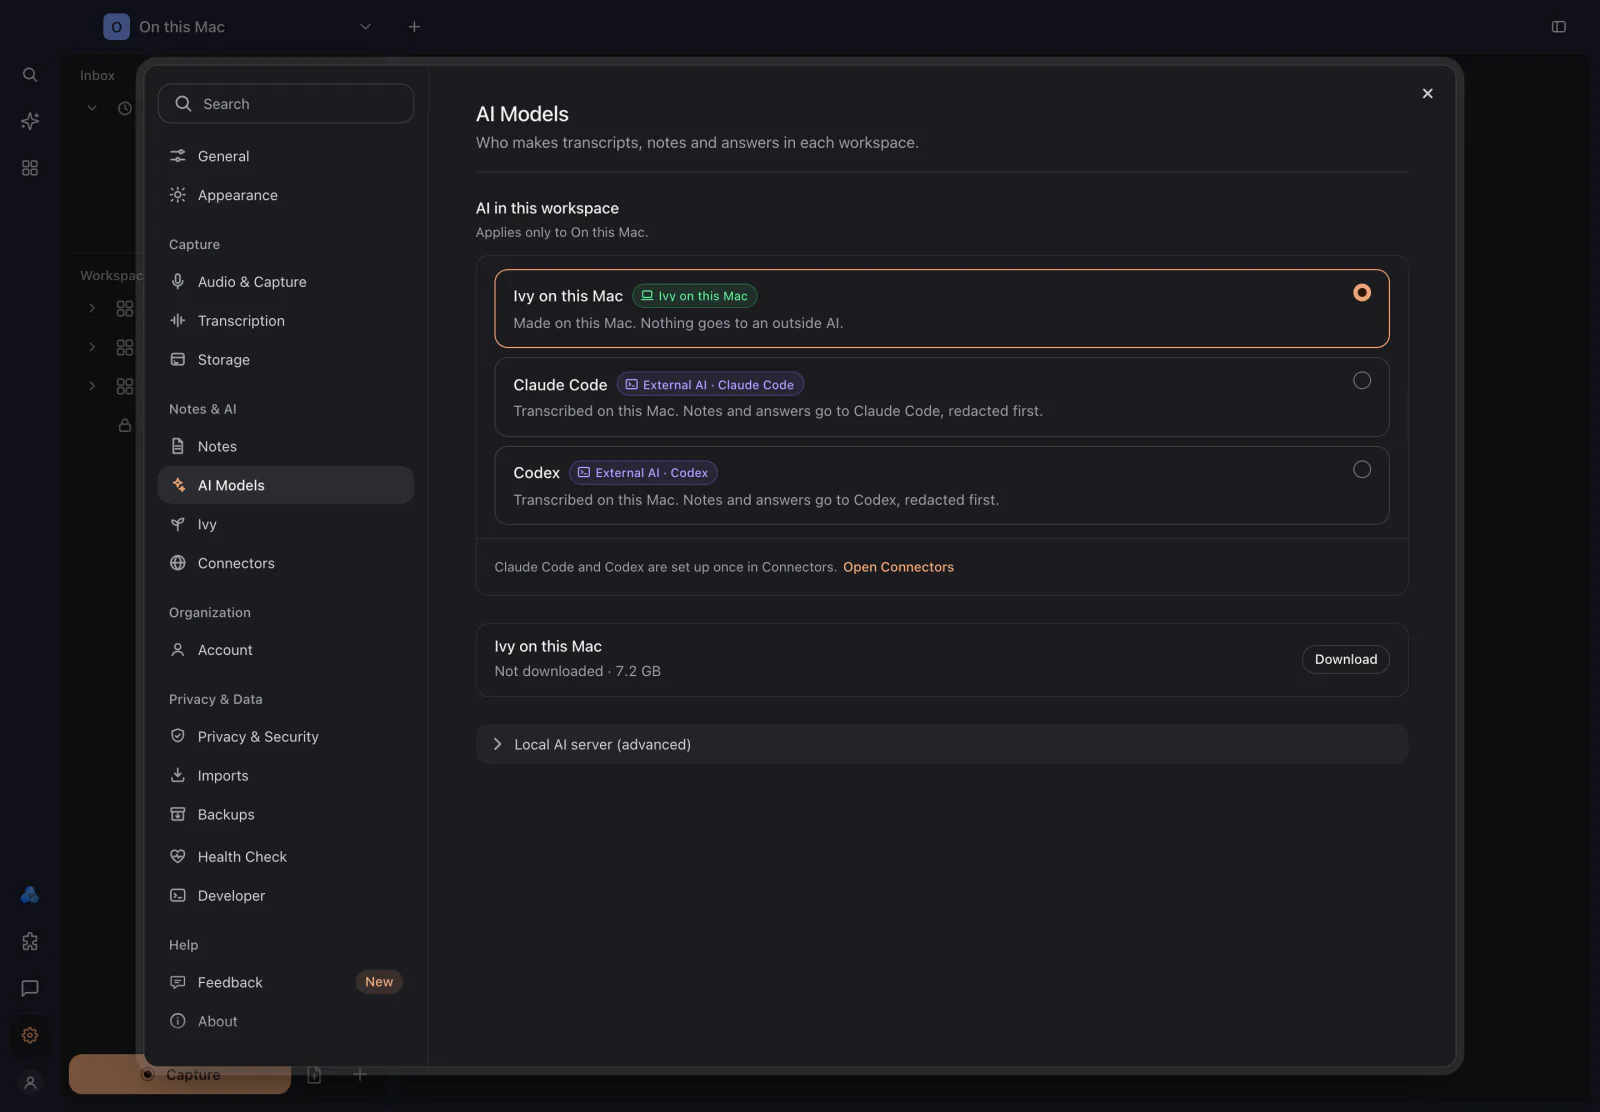 O On this Mac
Inbox
Workspac
Capture
Search
General
Appearance
Capture
Audio & Capture
Transcription
Storage
Notes & AI
Notes
AI Models
Ivy
Connectors
Organization
Account
Privacy & Data
Privacy & Security
Imports
Backups
Health Check
Developer
Help
Feedback New
About
AI Models
Who makes transcripts, notes and answers in each workspace.
AI in this workspace
Applies only to On this Mac.
Ivy on this Mac Ivy on this Mac
Made on this Mac. Nothing goes to an outside AI.
Claude Code External AI · Claude Code
Transcribed on this Mac. Notes and answers go to Claude Code, redacted first.
Codex External AI · Codex
Transcribed on this Mac. Notes and answers go to Codex, redacted first.
Claude Code and Codex are set up once in Connectors. Open Connectors
Ivy on this Mac
Not downloaded · 7.2 GB
Download
Local AI server (advanced)